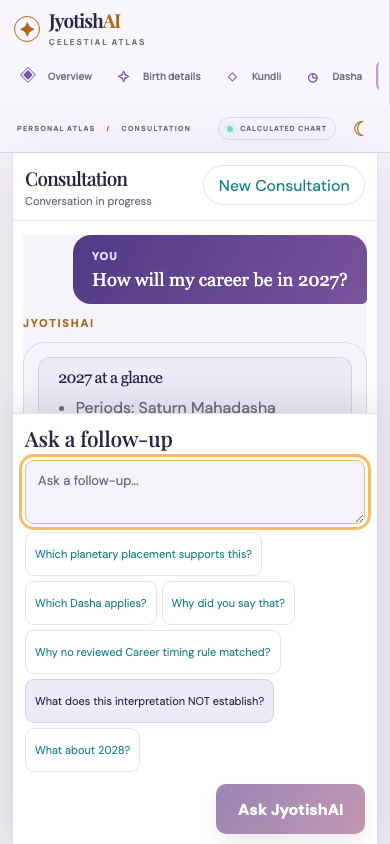 JyotishAI
CELESTIAL ATLAS
Overview Birth details Kundli Dasha
PERSONAL ATLAS / CONSULTATION CALCULATED CHART
Consultation
Conversation in progress
New Consultation
YOU
How will my career be in 2027?
JYOTISHAI
2027 at a glance
• Periods: Saturn Mahadasha
Ask a follow-up
Ask a follow-up...
Which planetary placement supports this?
Which Dasha applies? Why did you say that?
Why no reviewed Career timing rule matched?
What does this interpretation NOT establish?
What about 2028?
Ask JyotishAI